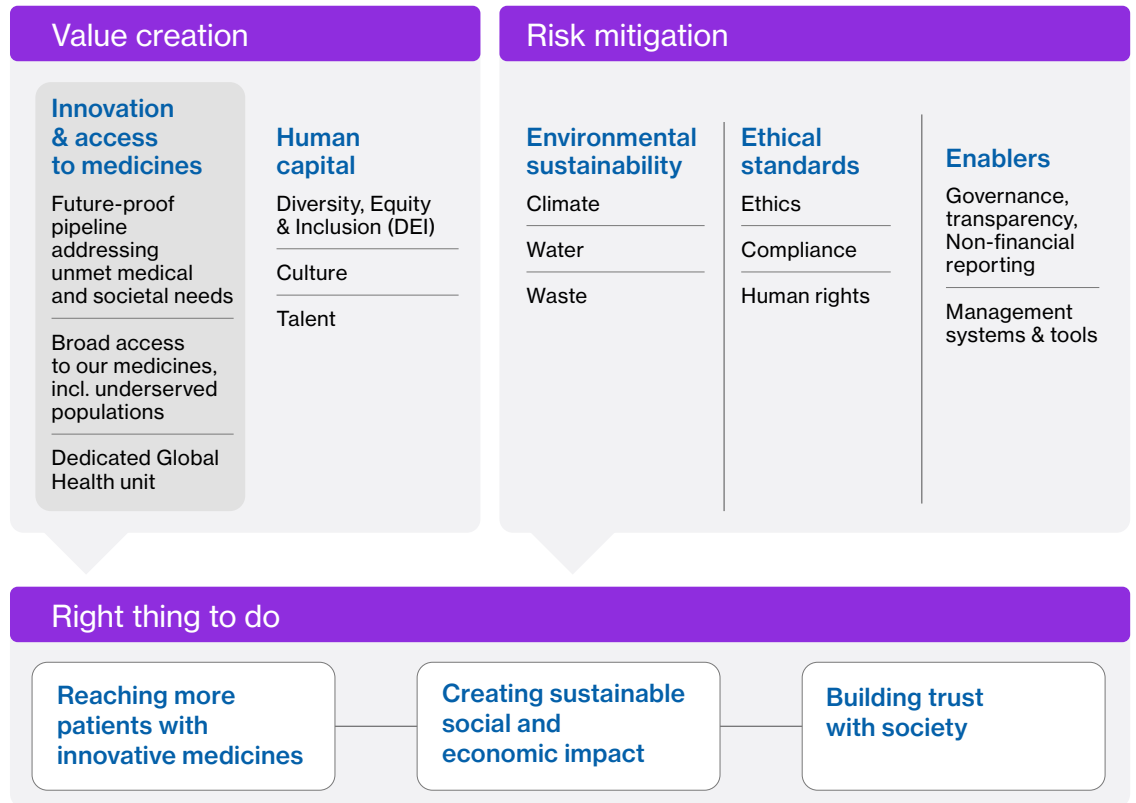 Value creation
Innovation
& access
to medicines
Future-proof
pipeline
addressing
unmet medical
and societal needs
Broad access
to our medicines,
incl. underserved
populations
Dedicated Global
Health unit
Human
capital
Diversity, Equity
& Inclusion (DEI)
Culture
Talent
Risk mitigation
Environmental
sustainability
Climate
Water
Waste
Ethical
standards
Ethics
Compliance
Human rights
Enablers
Governance,
transparency,
Non-financial
reporting
Management
systems & tools
Right thing to do
Reaching more
patients with
innovative medicines
Creating sustainable
social and
economic impact
Building trust
with society